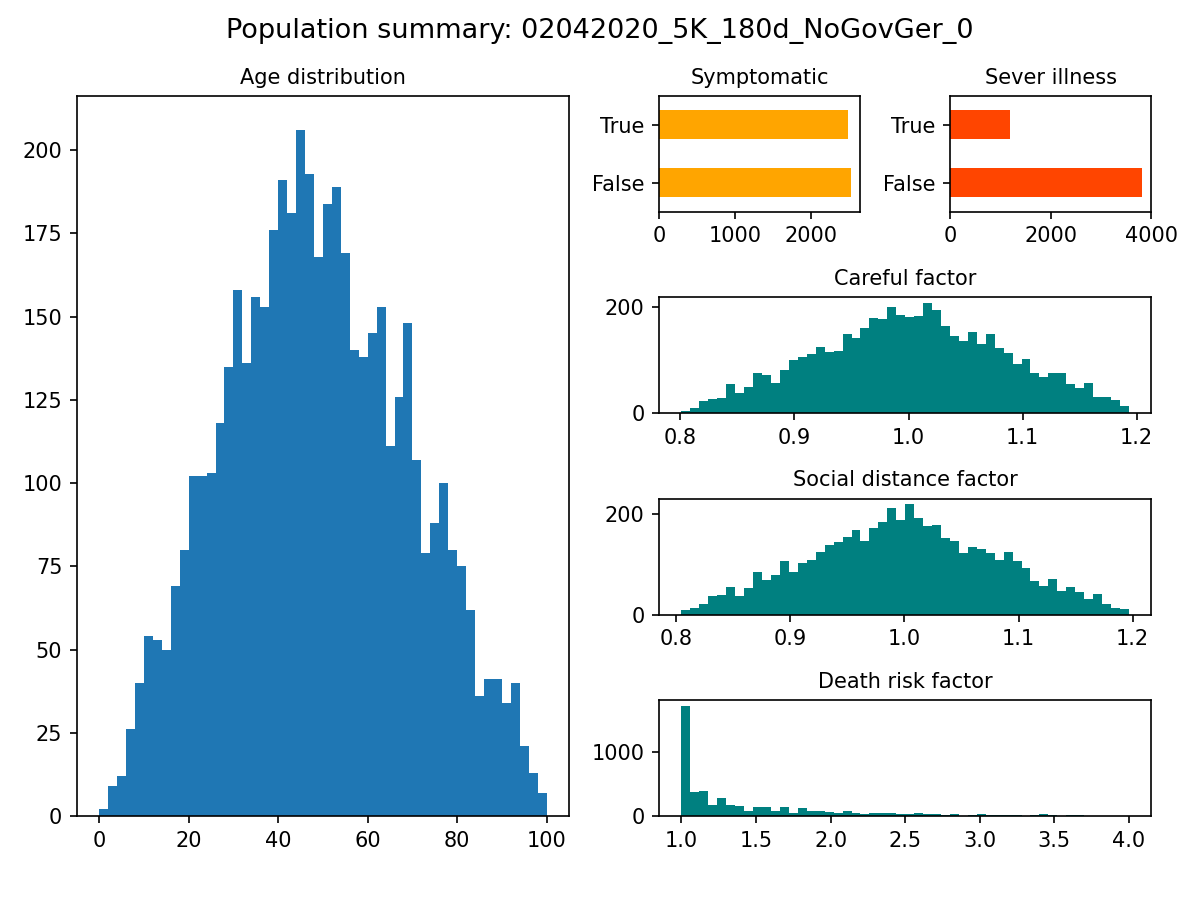 Population summary: 02042020_5K_180d_NoGovGer_0
Age distribution
200
175
150
125
100
75
50
25
0
0 20 40 60 80 100
Symptomatic
True
False
0 1000 2000
Sever illness
True
False
0 2000 4000
Careful factor
200
0
0.8 0.9 1.0 1.1 1.2
Social distance factor
200
0
0.8 0.9 1.0 1.1 1.2
Death risk factor
1000
0
1.0 1.5 2.0 2.5 3.0 3.5 4.0